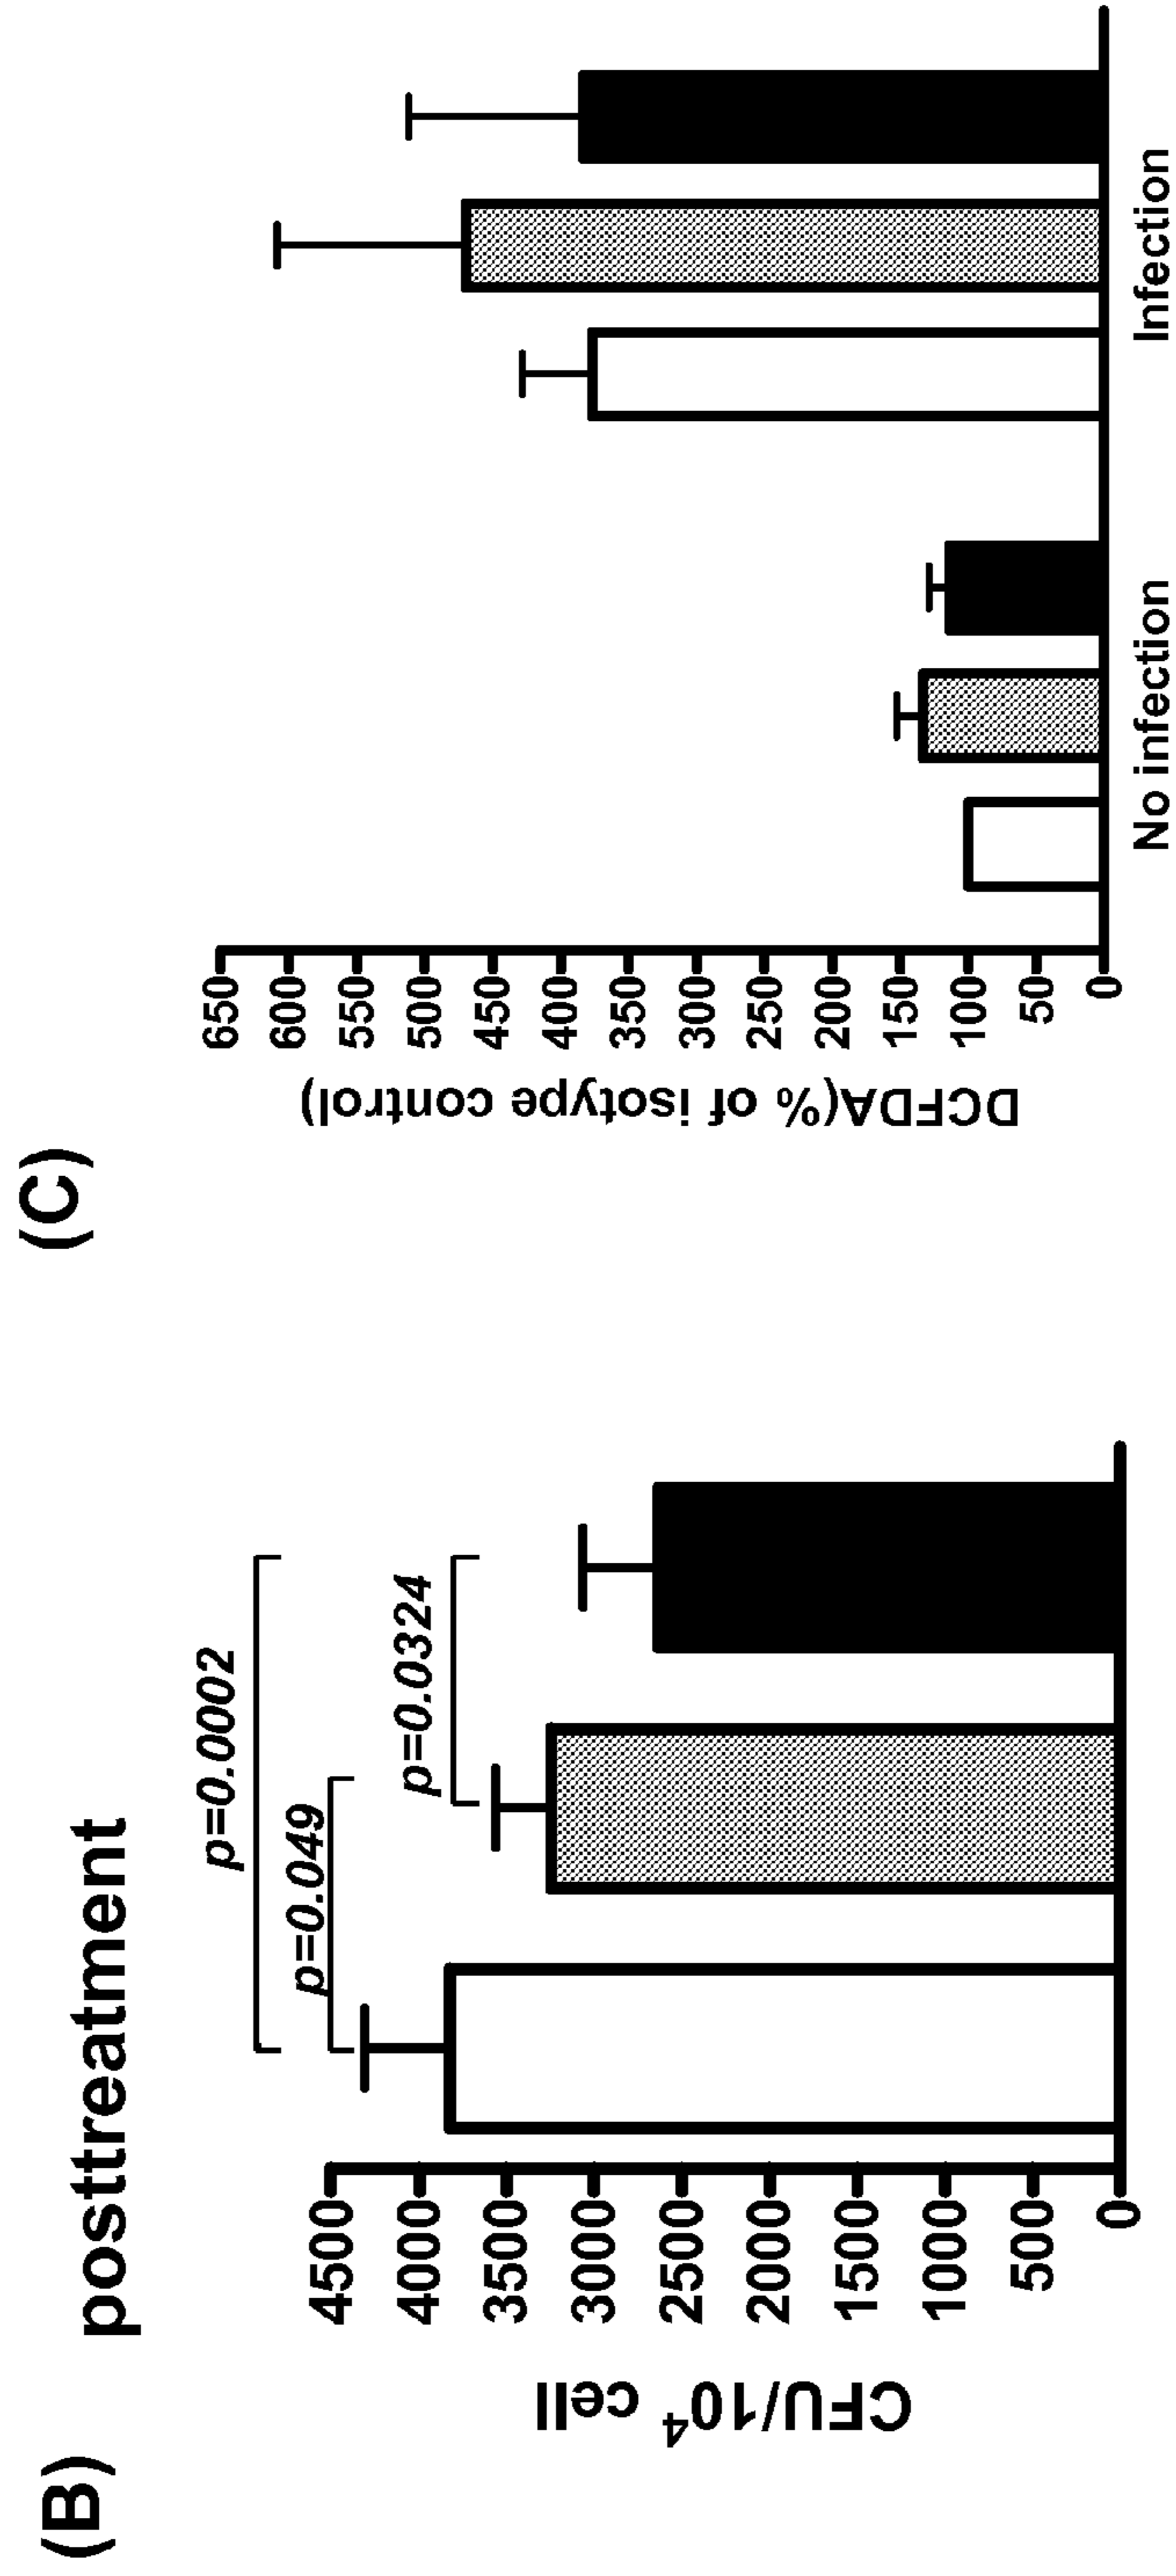 (B) posttreatment
p=0.0002
p=0.049
p=0.0324
CFU/10⁴ cell
4500
4000
3500
3000
2500
2000
1500
1000
500
0
(C)
DCFDA(% of isotype control)
650
600
550
500
450
400
350
300
250
200
150
100
50
0
No infection
Infection